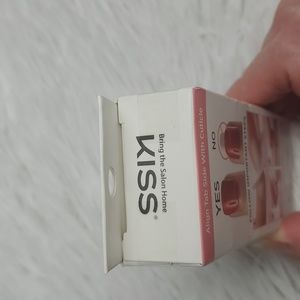 KISS®
Bring the Salon Home
YES NO
Align Tab Side With Cuticle